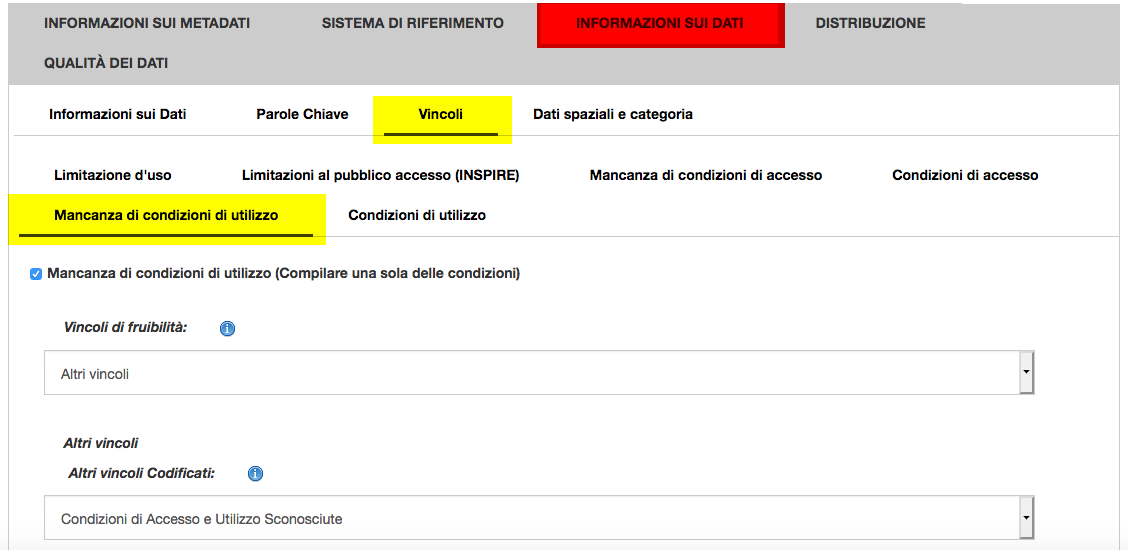 INFORMAZIONI SUI METADATI SISTEMA DI RIFERIMENTO INFORMAZIONI SUI DATI DISTRIBUZIONE
QUALITÀ DEI DATI
Informazioni sui Dati Parole Chiave Vincoli Dati spaziali e categoria
Limitazione d'uso Limitazioni al pubblico accesso (INSPIRE) Mancanza di condizioni di accesso Condizioni di accesso
Mancanza di condizioni di utilizzo Condizioni di utilizzo
Mancanza di condizioni di utilizzo (Compilare una sola delle condizioni)
Vincoli di fruibilità:
Altri vincoli
Altri vincoli
Altri vincoli Codificati:
Condizioni di Accesso e Utilizzo Sconosciute